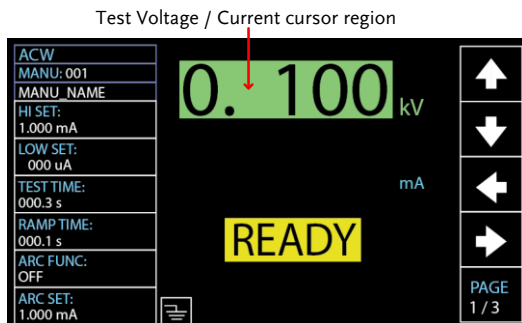 Test Voltage / Current cursor region
ACW
MANU: 001
MANU_NAME
HI SET:
1.000 mA
LOW SET:
000 uA
TEST TIME:
000.3 s
RAMP TIME:
000.1 s
ARC FUNC:
OFF
ARC SET:
1.000 mA
0. 100 kV
mA
READY
PAGE
1 / 3